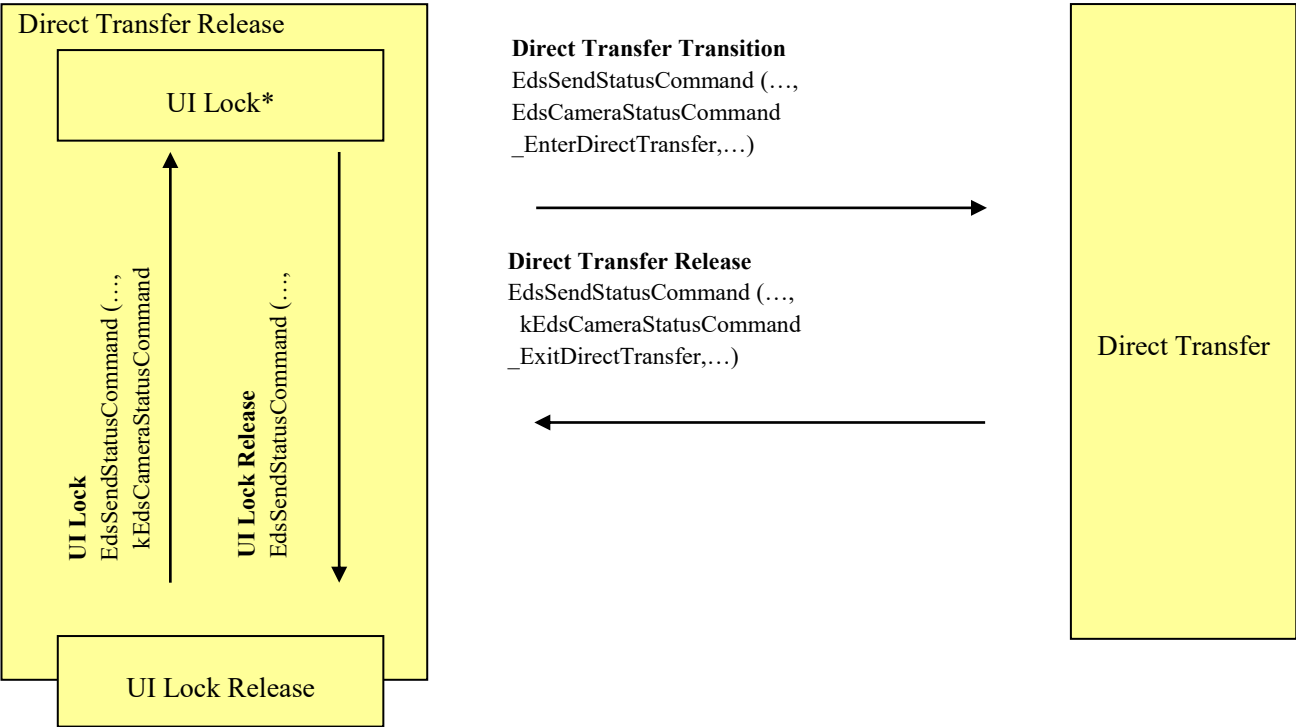 Direct Transfer Release
UI Lock*
UI Lock
EdsSendStatusCommand (…,
kEdsCameraStatusCommand
UI Lock Release
EdsSendStatusCommand (…,
UI Lock Release
Direct Transfer Transition
EdsSendStatusCommand (…,
EdsCameraStatusCommand
_EnterDirectTransfer,…)
Direct Transfer Release
EdsSendStatusCommand (…,
kEdsCameraStatusCommand
_ExitDirectTransfer,…)
Direct Transfer